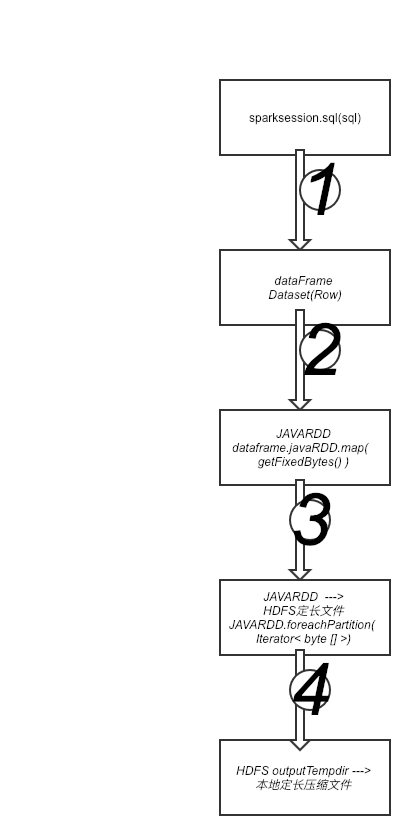 sparksession.sql(sql)
1
dataFrame
Dataset(Row)
2
JAVARDD
dataframe.javaRDD.map(
getFixedBytes() )
3
JAVARDD --->
HDFS定长文件
JAVARDD.foreachPartition(
Iterator< byte [] >)
4
HDFS outputTempdir --->
本地定长压缩文件